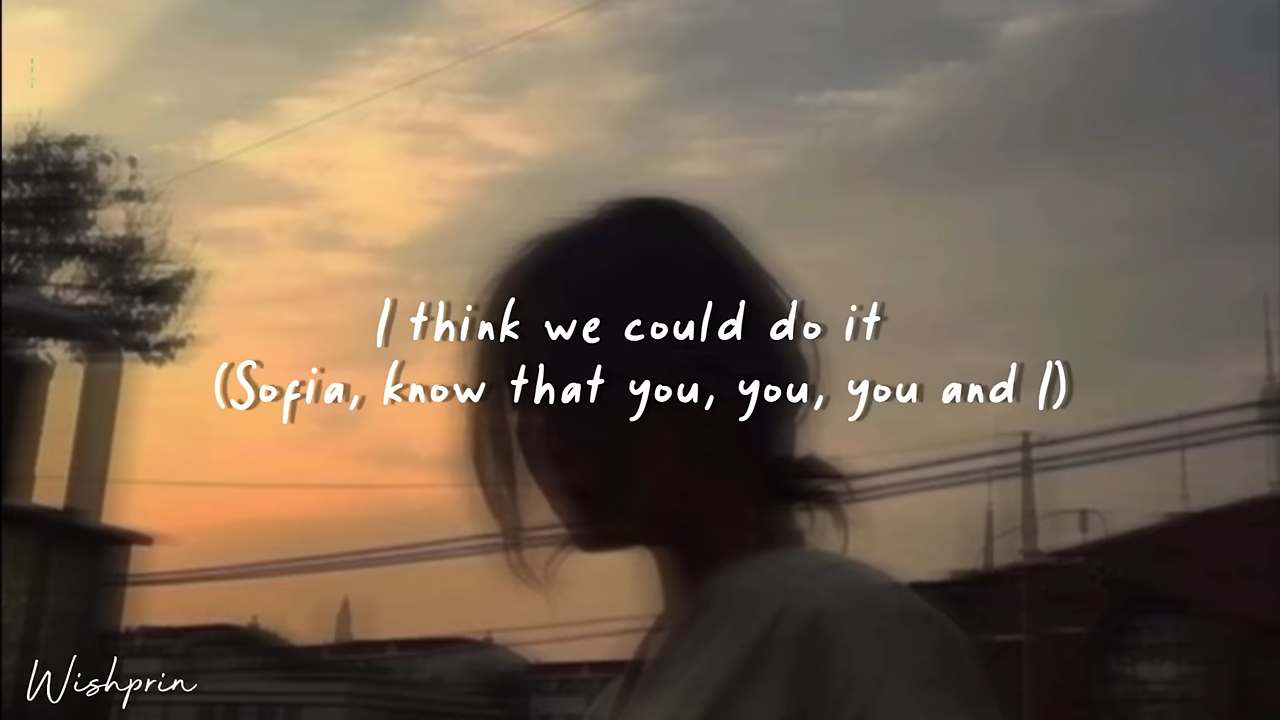 I think we could do it
(Sofia, know that you, you, you and I)
Wishprin